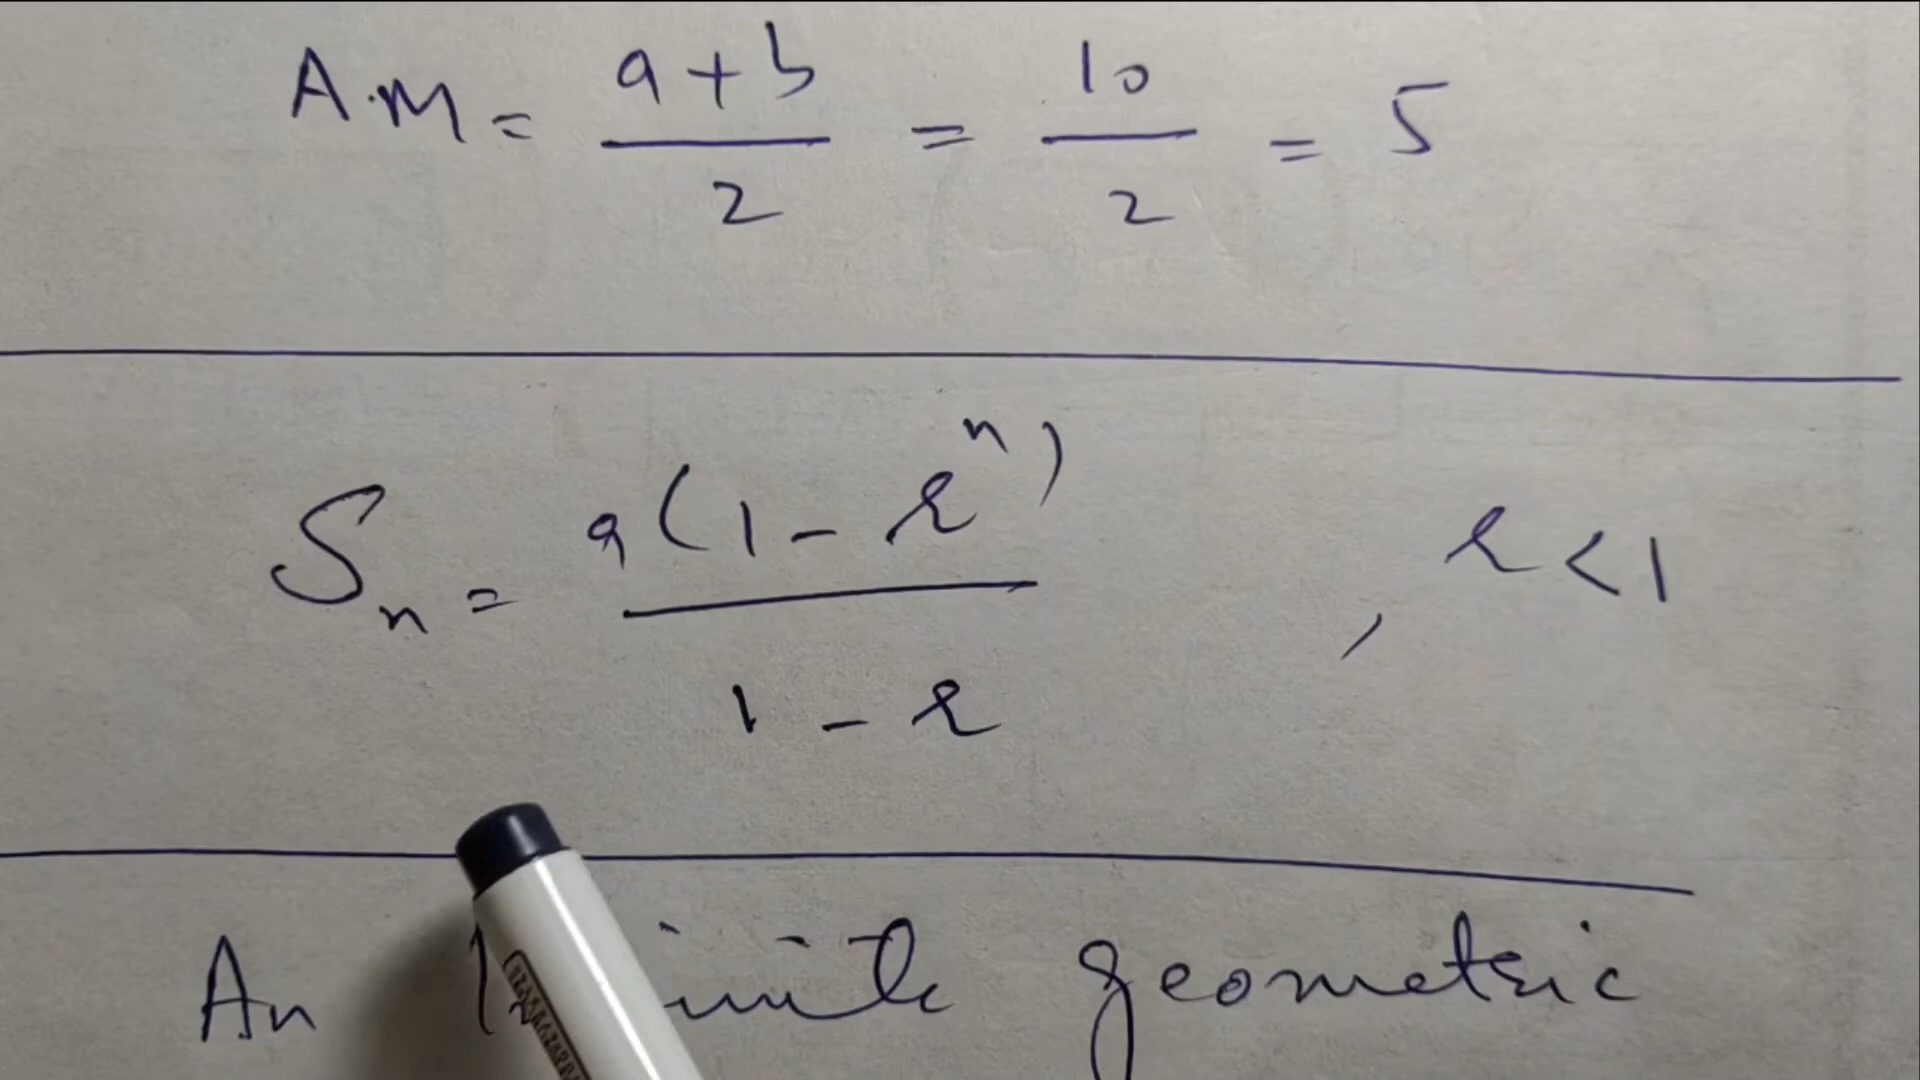 A.M = a + b / 2 = 10 / 2 = 5
Sn = a(1 - r^n) / 1 - r , r < 1
An geometric